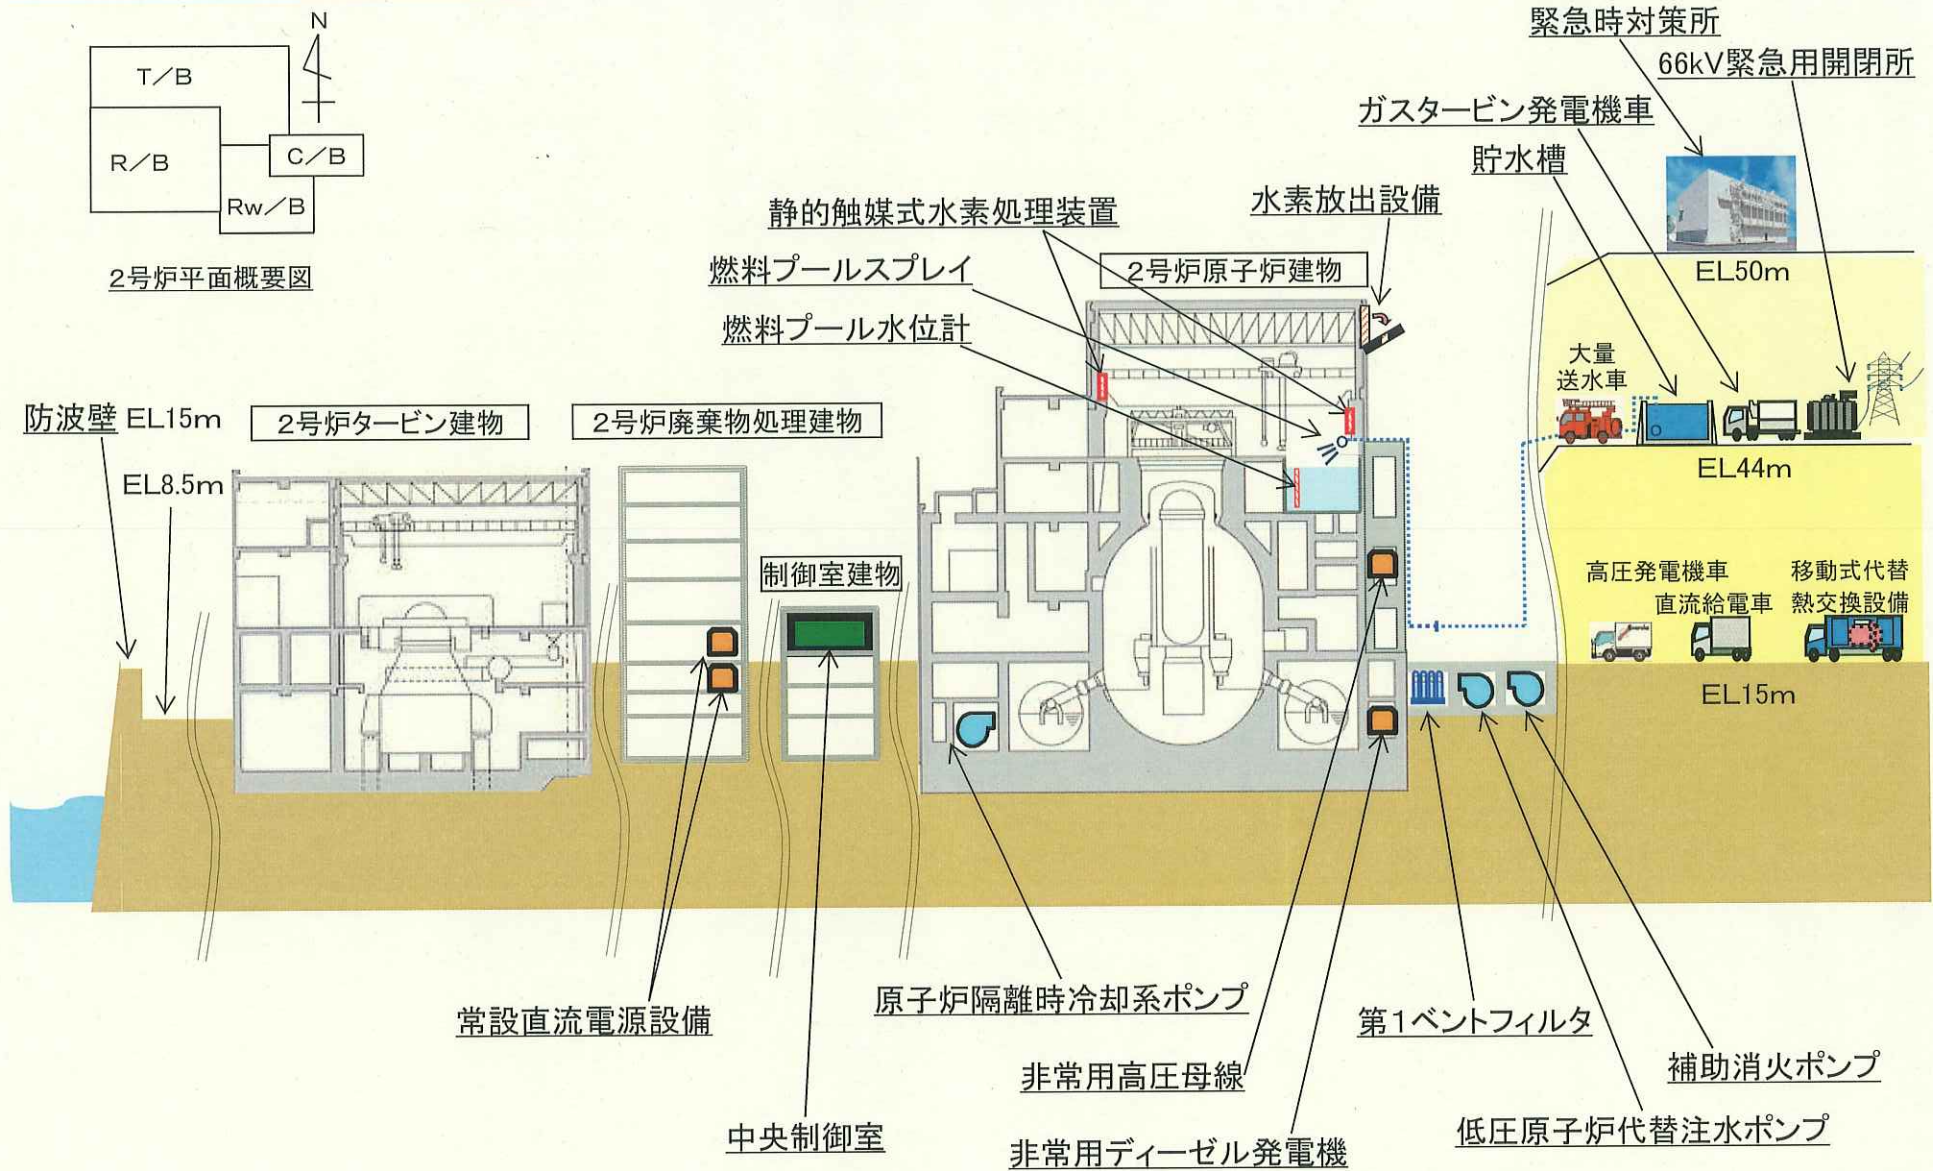 N
T/B
R/B
C/B
Rw/B
2号炉平面概要図
緊急時対策所
66kV緊急用開閉所
ガスタービン発電機車
貯水槽
水素放出設備
静的触媒式水素処理装置
燃料プールスプレイ
2号炉原子炉建物
燃料プール水位計
EL50m
大量
送水車
防波壁 EL15m
2号炉タービン建物
2号炉廃棄物処理建物
EL44m
EL8.5m
制御室建物
高圧発電機車
直流給電車
移動式代替
熱交換設備
EL15m
常設直流電源設備
原子炉隔離時冷却系ポンプ
第1ベントフィルタ
非常用高圧母線
補助消火ポンプ
中央制御室
非常用ディーゼル発電機
低圧原子炉代替注水ポンプ